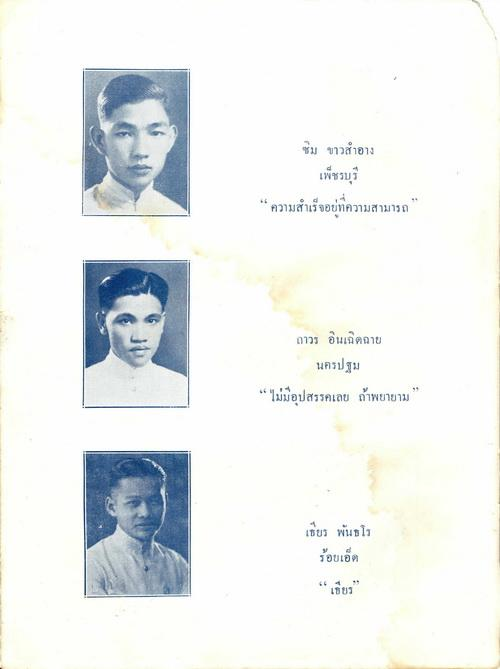 ชิม ขาวสำอาง
เพ็ชรบุรี
“ความสำเร็จอยู่ที่ความสามารถ”
ถาวร อินเฉิดฉาย
นครปฐม
“ไม่มีอุปสรรคเลย ถ้าพยายาม”
เธียร พันธโร
ร้อยเอ็ด
“เธียร”